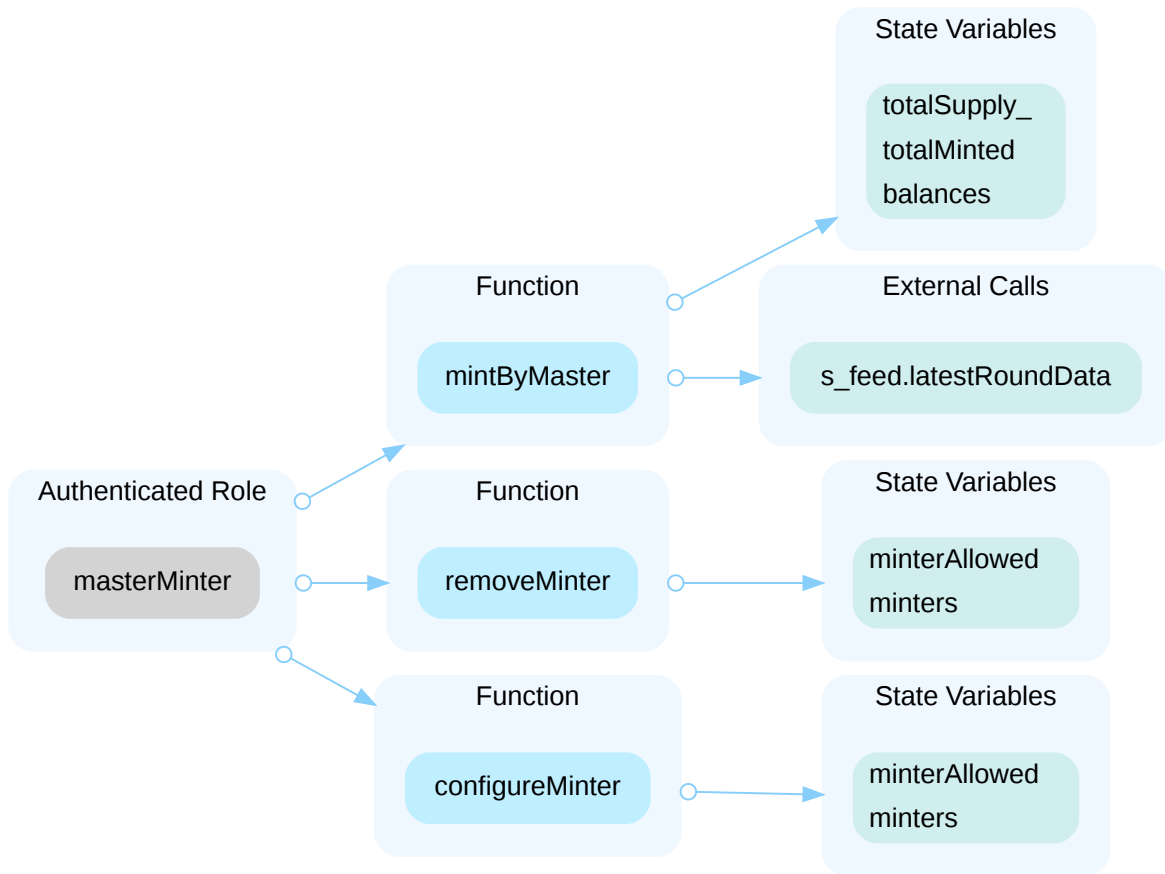 State Variables
totalSupply_
totalMinted
balances
Function
mintByMaster
External Calls
s_feed.latestRoundData
Authenticated Role
masterMinter
Function
removeMinter
State Variables
minterAllowed
minters
Function
configureMinter
State Variables
minterAllowed
minters